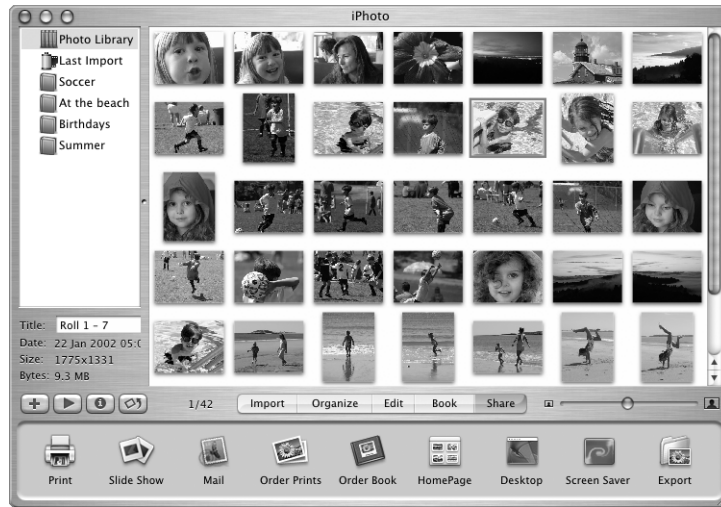 iPhoto
Photo Library
Last Import
Soccer
At the beach
Birthdays
Summer
Title: Roll 1 – 7
Date: 22 Jan 2002 05:0
Size: 1775x1331
Bytes: 9.3 MB
1/42 Import Organize Edit Book Share
Print Slide Show Mail Order Prints Order Book HomePage Desktop Screen Saver Export